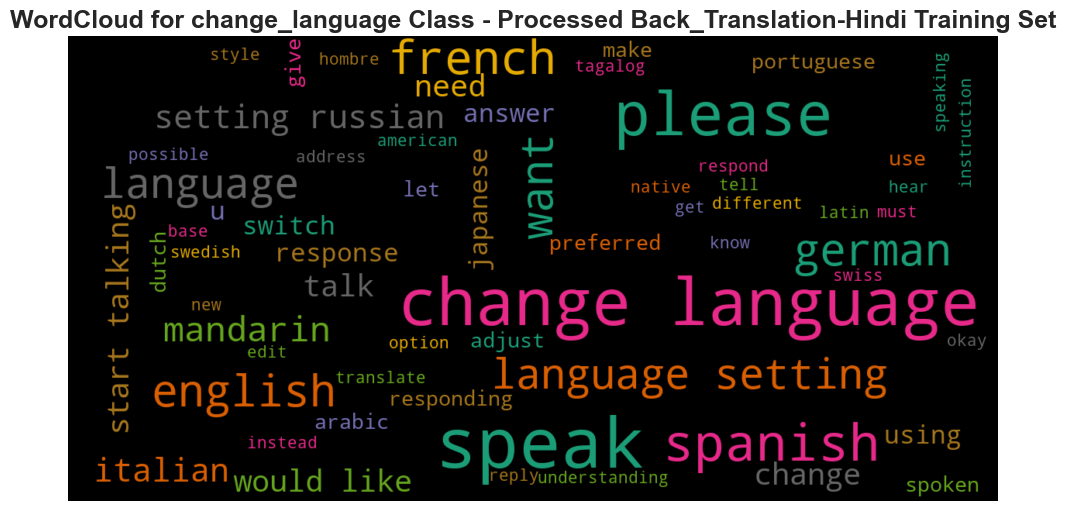 WordCloud for change_language Class - Processed Back_Translation-Hindi Training Set
style
give
hombre
french
make
tagalog
portuguese
need
speaking
instruction
setting russian
answer
please
american
want
possible
address
japanese
respond
use
language
let
native
tell
hear
get
different
u
latin
must
start talking
base
switch
dutch
swedish
response
preferred
know
german
swiss
talk
change language
new
mandarin
option
adjust
okay
edit
language setting
english
translate
responding
arabic
speak
spanish
using
instead
italian
would like
reply
understanding
change
spoken